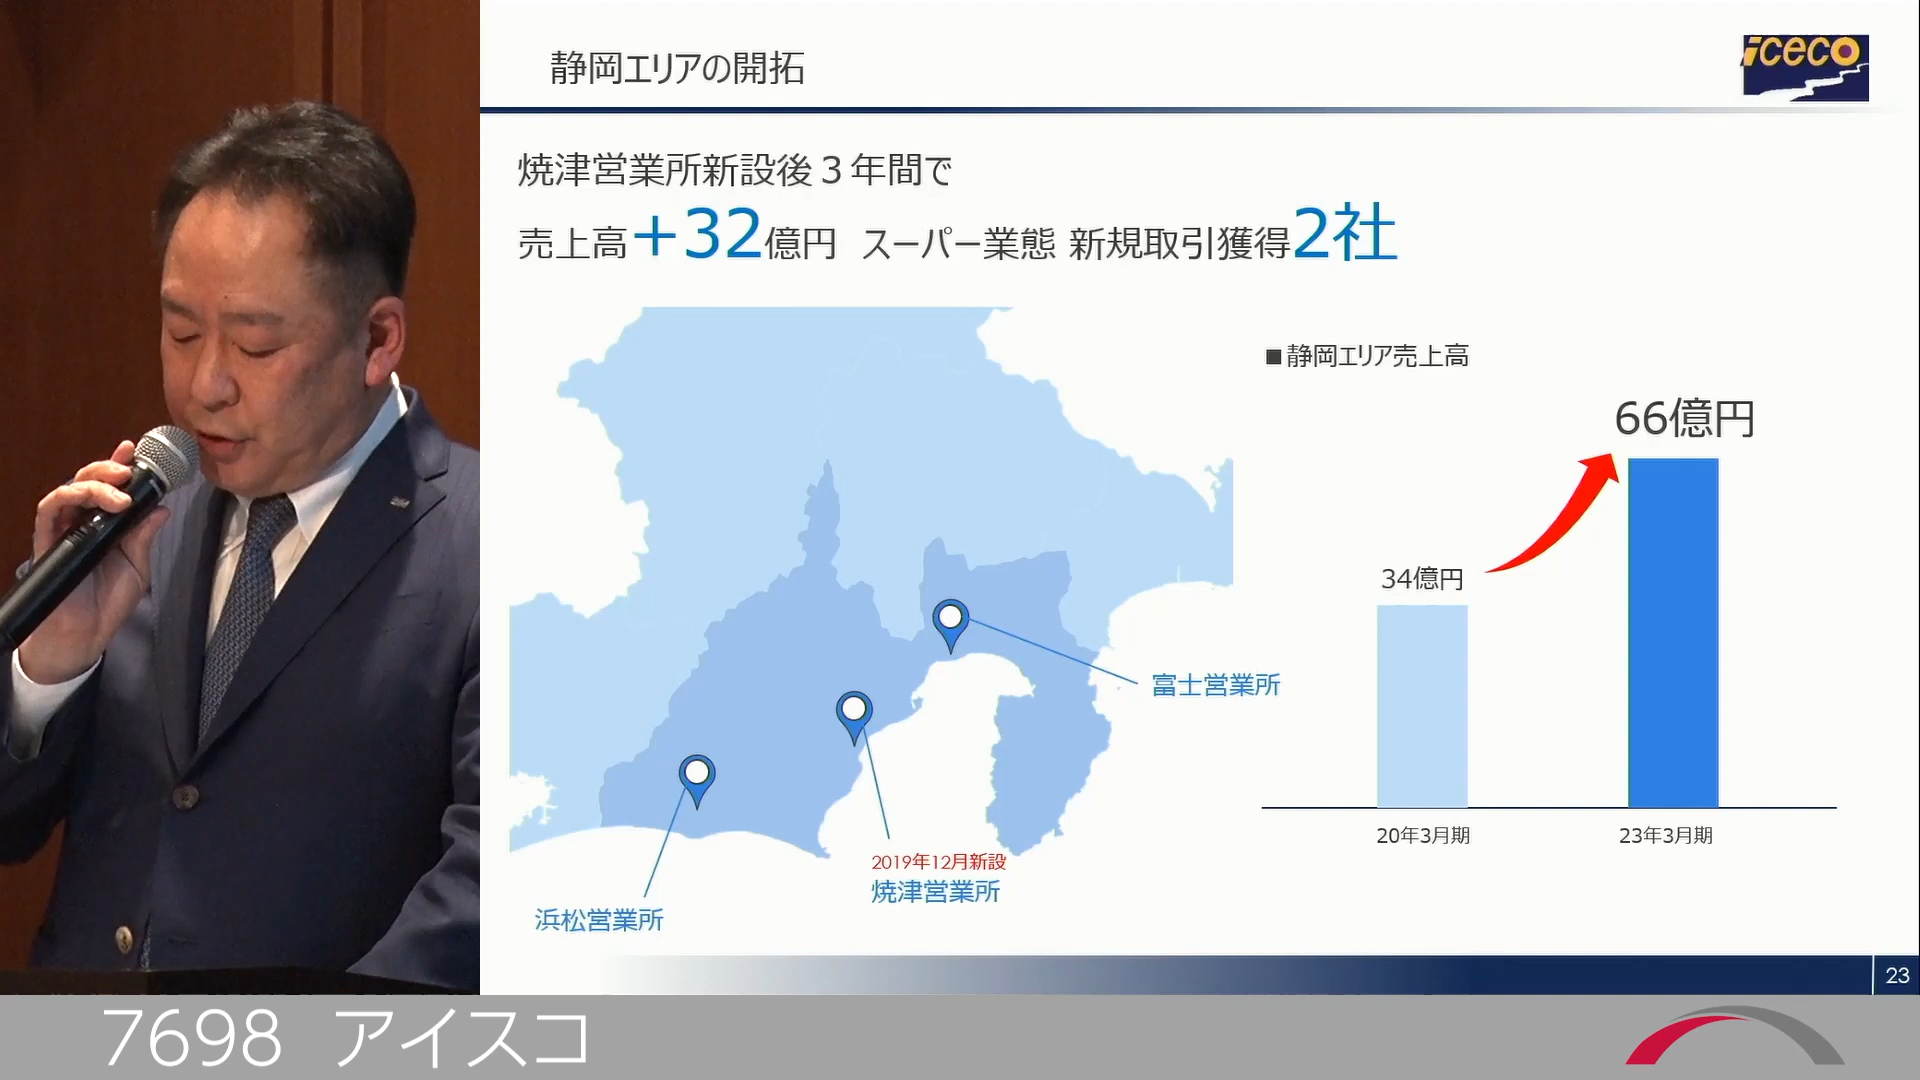 静岡エリアの開拓
iceco
焼津営業所新設後３年間で
売上高+32億円 スーパー業態 新規取引獲得2社
■静岡エリア売上高
66億円
34億円
富士営業所
20年3月期 23年3月期
2019年12月新設
焼津営業所
浜松営業所
23
7698 アイスコ